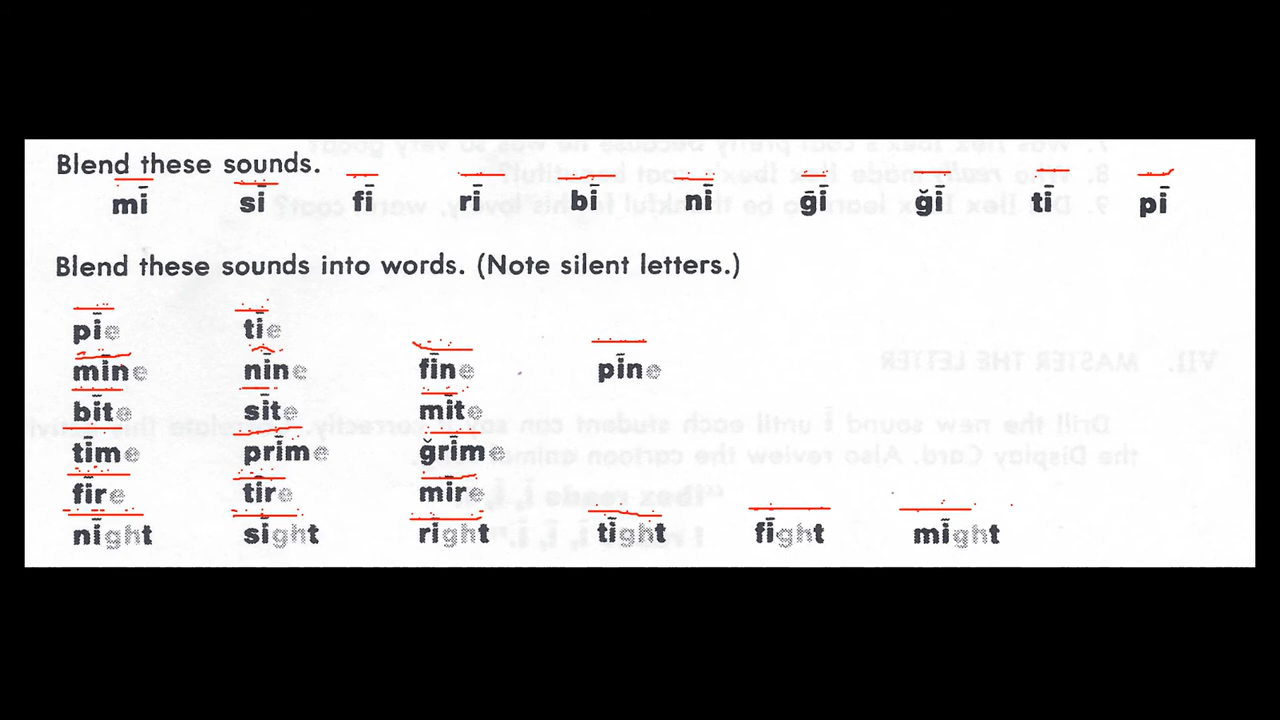 Blend these sounds.
mī sī fī rī bī nī ğī ğī tī pī
Blend these sounds into words. (Note silent letters.)
pīe tīe
mīne nīne fīne pīne
bīte sīte mīte
tīme prīme ğrīme
fīre tīre mīre
nīght sīght rīght tīght fīght mīght